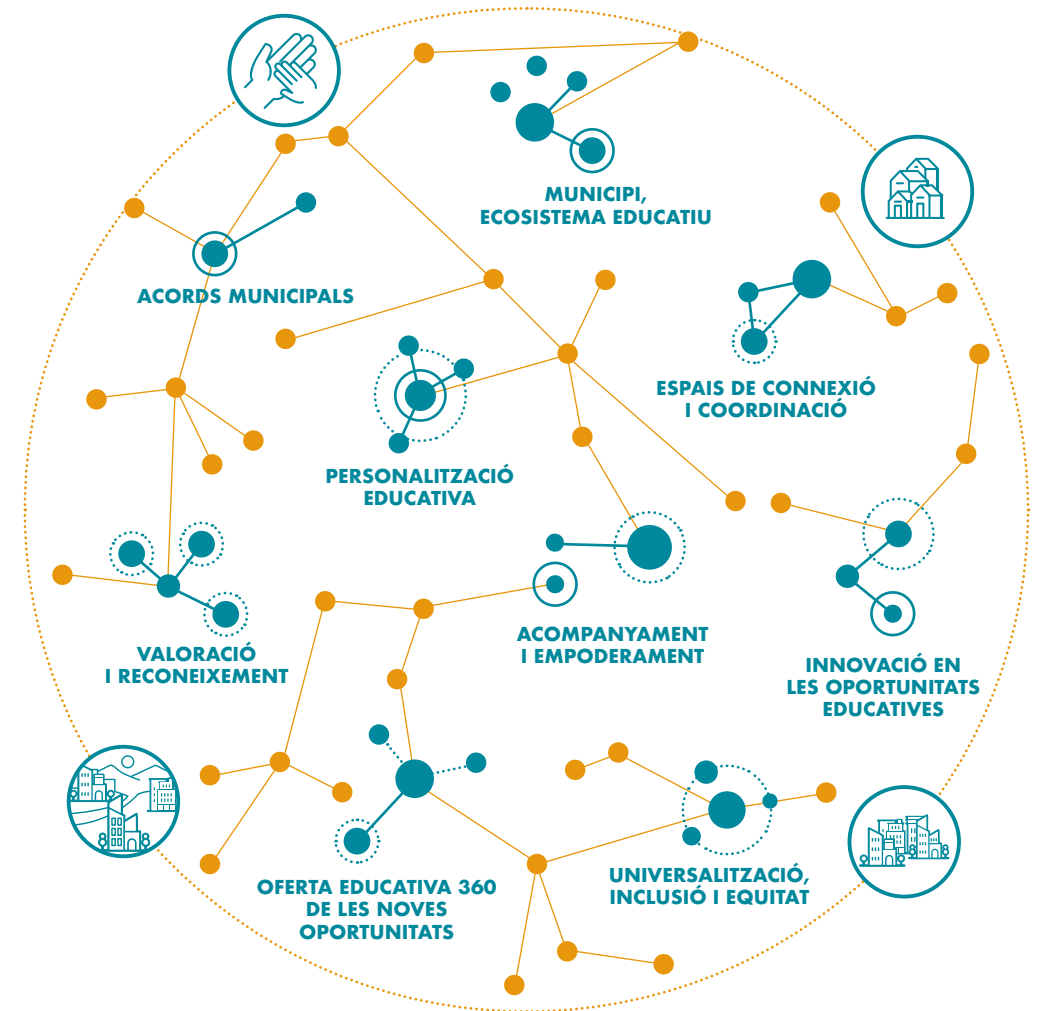 MUNICIPI,
ECOSISTEMA EDUCATIU
ACORDS MUNICIPALS
ESPAIS DE CONNEXIÓ
I COORDINACIÓ
PERSONALITZACIÓ
EDUCATIVA
ACOMPANYAMENT
I EMPODERAMENT
VALORACIÓ
I RECONEIXEMENT
INNOVACIÓ EN
LES OPORTUNITATS
EDUCATIVES
OFERTA EDUCATIVA 360
DE LES NOVES
OPORTUNITATS
UNIVERSALITZACIÓ,
INCLUSIÓ I EQUITAT